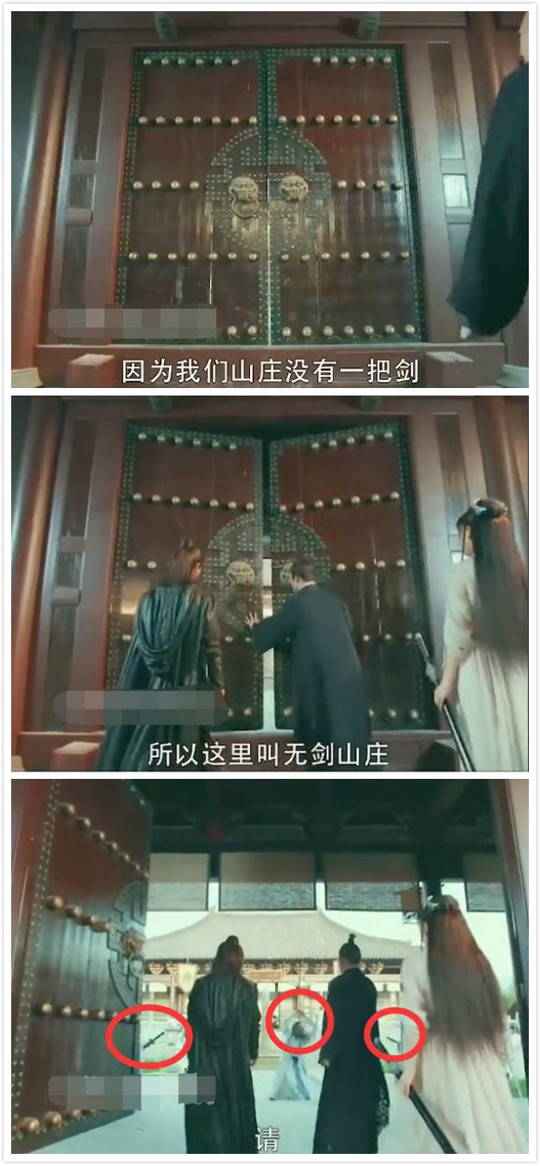 因为我们山庄没有一把剑
所以这里叫无剑山庄
请